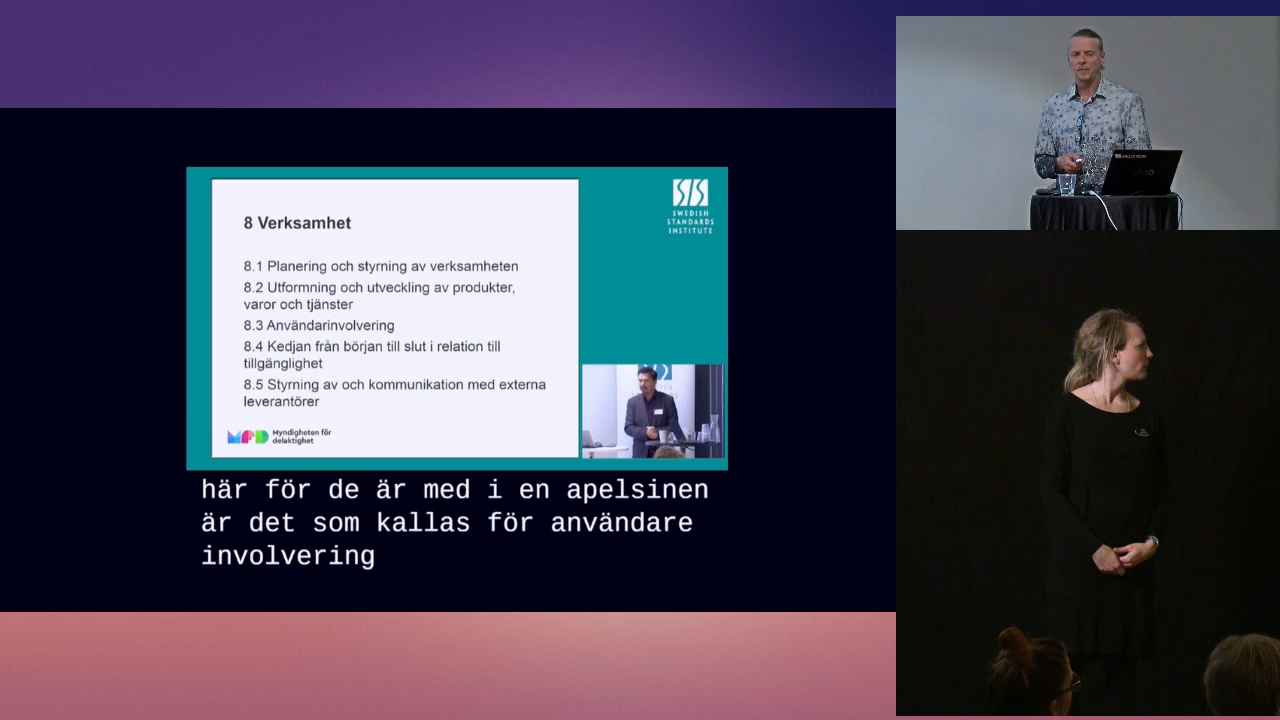 8 Verksamhet
8.1 Planering och styrning av verksamheten
8.2 Utformning och utveckling av produkter,
varor och tjänster
8.3 Användarinvolvering
8.4 Kedjan från början till slut i relation till
tillgänglighet
8.5 Styrning av och kommunikation med externa
leverantörer
MFD Myndigheten för
delaktighet
SIS
SWEDISH
STANDARDS
INSTITUTE
här för de är med i en apelsinen
är det som kallas för användare
involvering